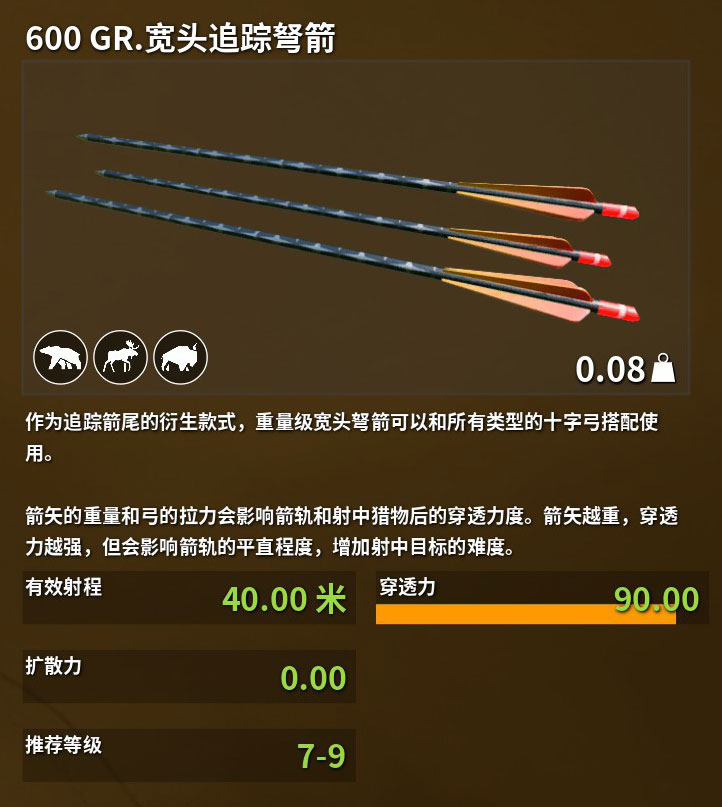 600 GR.宽头追踪弩箭
0.08
作为追踪箭尾的衍生款式，重量级宽头弩箭可以和所有类型的十字弓搭配使
用。
箭矢的重量和弓的拉力会影响箭轨和射中猎物后的穿透力度。箭矢越重，穿透
力越强，但会影响箭轨的平直程度，增加射中目标的难度。
有效射程
40.00 米
穿透力
90.00
扩散力
0.00
推荐等级
7-9